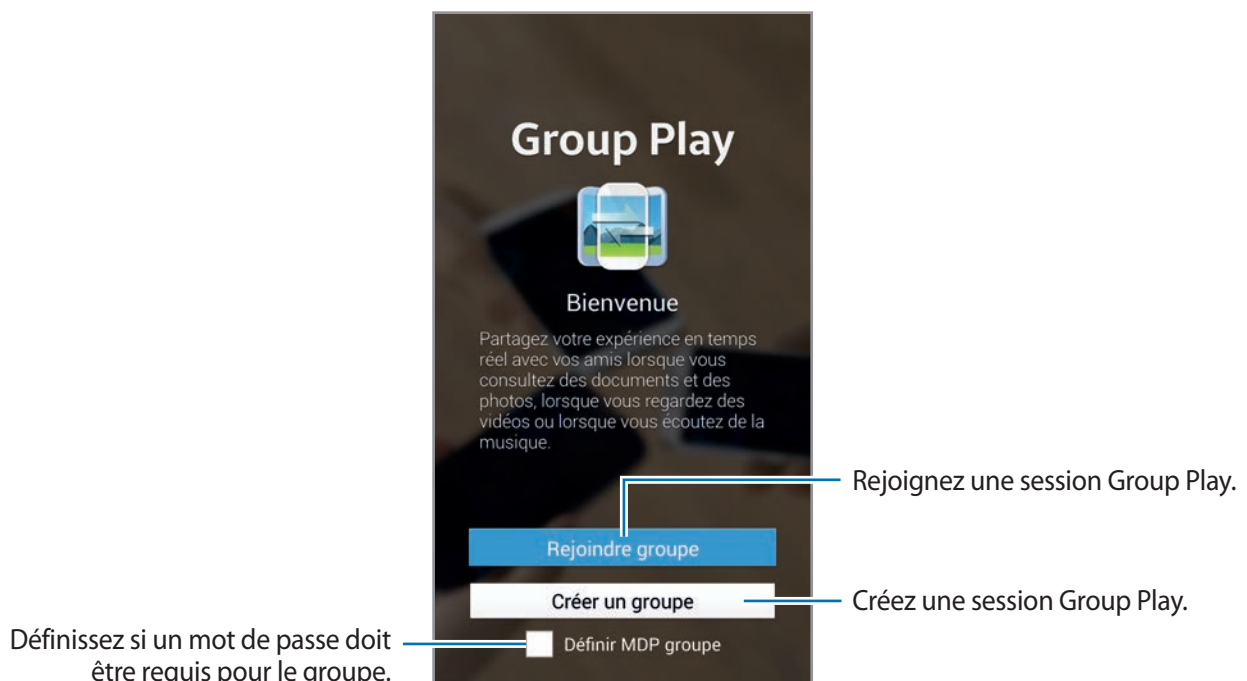 Group Play
Bienvenue
Partagez votre expérience en temps
réel avec vos amis lorsque vous
consultez des documents et des
photos, lorsque vous regardez des
vidéos ou lorsque vous écoutez de la
musique.
Rejoignez une session Group Play.
Rejoindre groupe
Créer un groupe
Créez une session Group Play.
Définissez si un mot de passe doit
être requis pour le groupe.
Définir MDP groupe